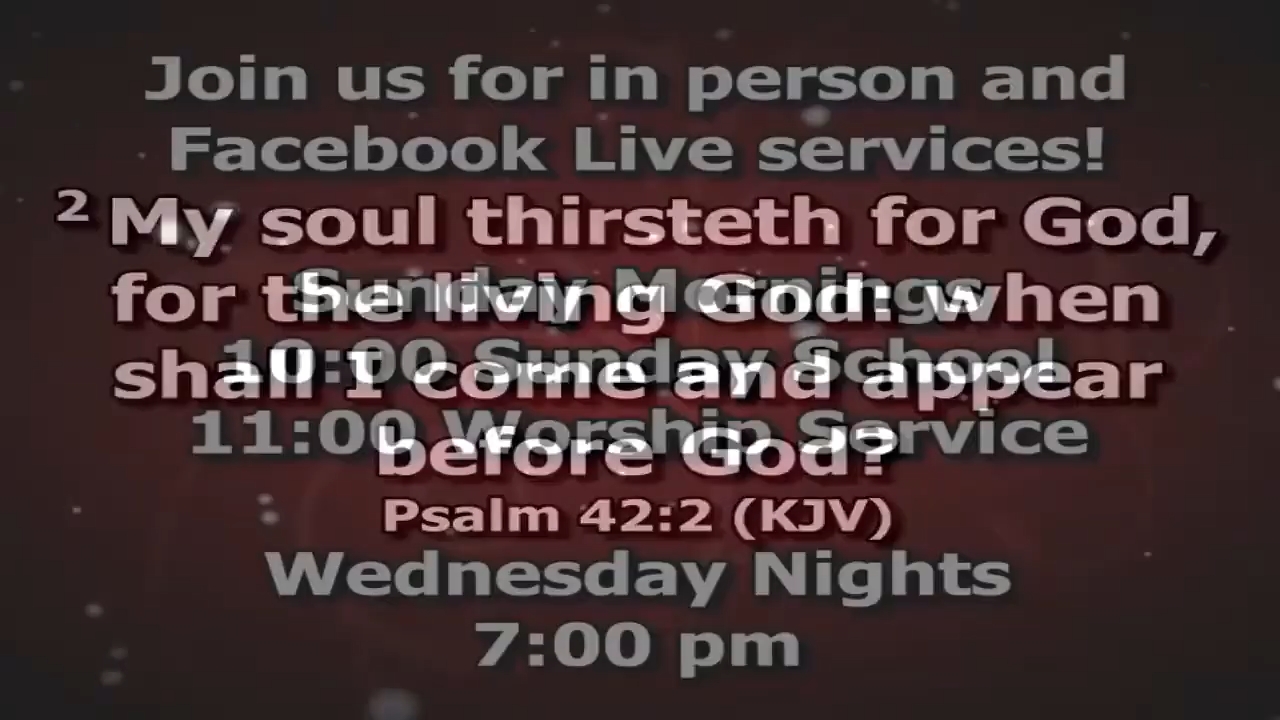 Join us for in person and
Facebook Live services!
2 My soul thirsteth for God,
for the living God: when
shall I come and appear
before God?
Psalm 42:2 (KJV)
Sunday Mornings
10:00 Sunday School
11:00 Worship Service
Wednesday Nights
7:00 pm